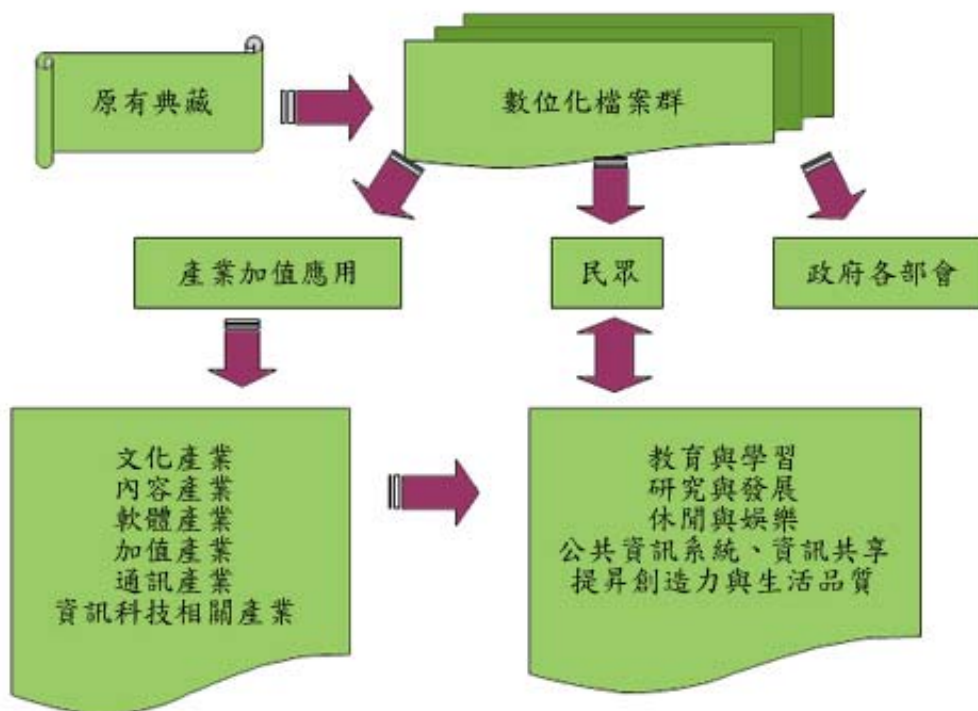 原有典藏
數位化檔案群
產業加值應用
民眾
政府各部會
文化產業
內容產業
軟體產業
加值產業
通訊產業
資訊科技相關產業
教育與學習
研究與發展
休閒與娛樂
公共資訊系統、資訊共享
提昇創造力與生活品質